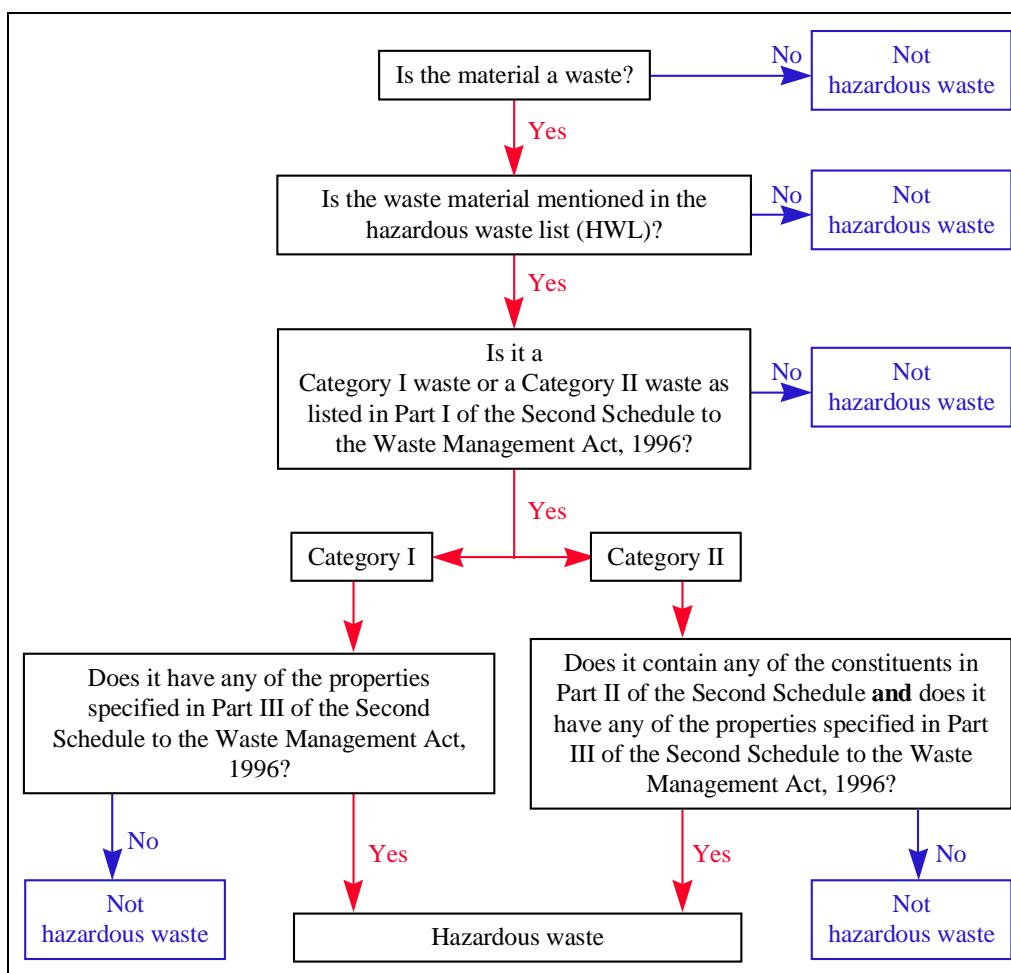 Is the material a waste?
No
Not
hazardous waste
Yes
Is the waste material mentioned in the
hazardous waste list (HWL)?
No
Not
hazardous waste
Yes
Is it a
Category I waste or a Category II waste as
listed in Part I of the Second Schedule to
the Waste Management Act, 1996?
No
Not
hazardous waste
Yes
Category I
Category II
Does it have any of the properties
specified in Part III of the Second
Schedule to the Waste Management Act,
1996?
Does it contain any of the constituents in
Part II of the Second Schedule and does it
have any of the properties specified in Part
III of the Second Schedule to the Waste
Management Act, 1996?
No
Yes
Yes
No
Not
hazardous waste
Hazardous waste
Not
hazardous waste